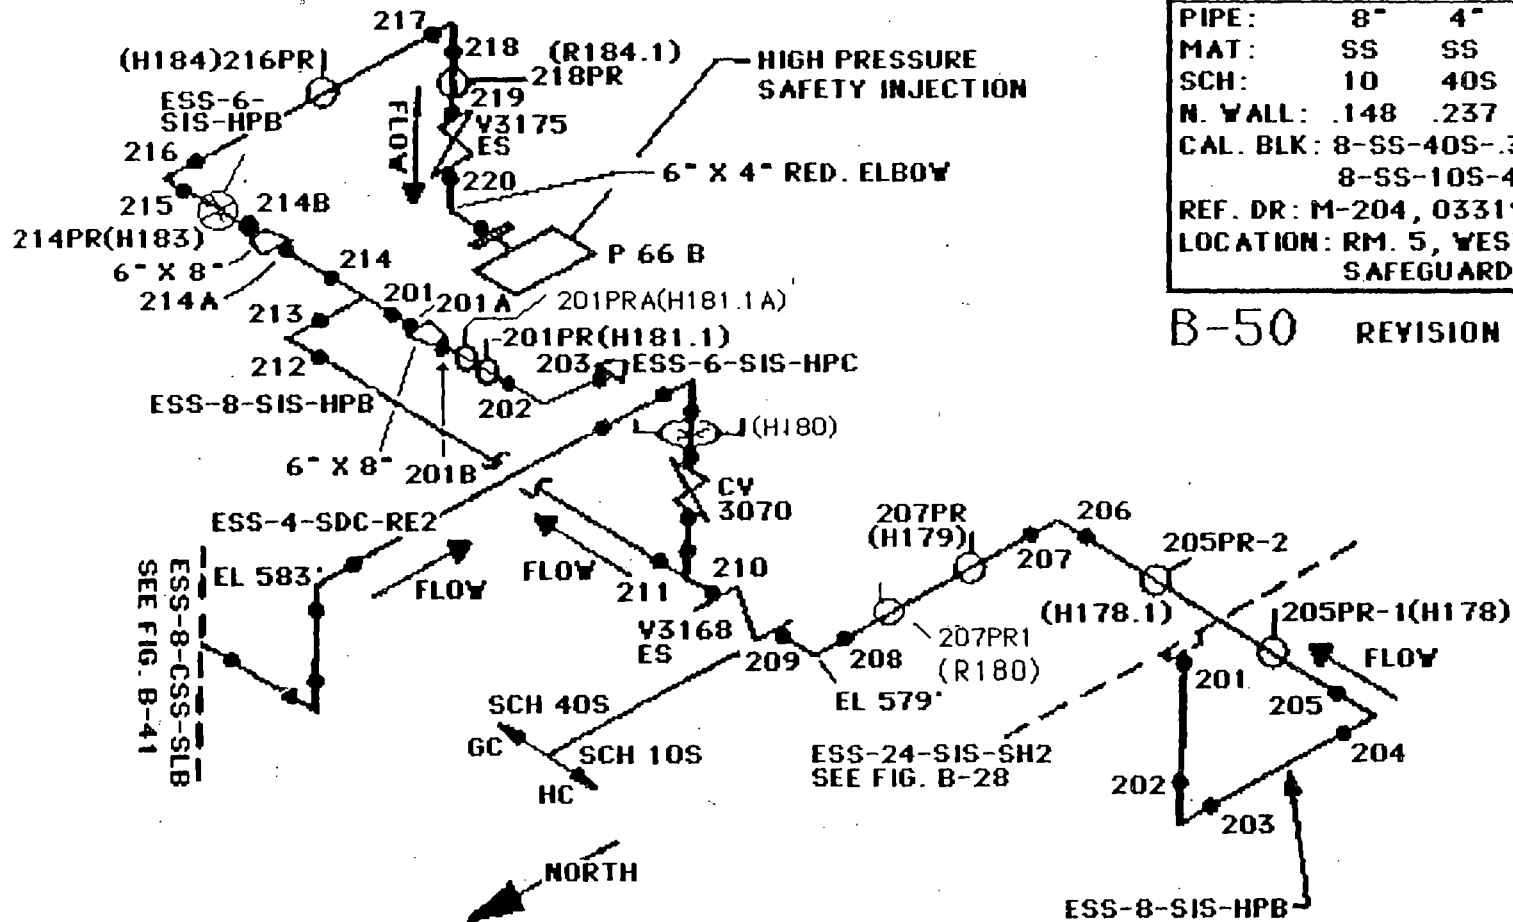 217
218
(R184.1)
218PR
(H184)216PR
HIGH PRESSURE
SAFETY INJECTION
ESS-6-
SIS-HPB
FLOW
219
V3175
ES
216
220
6" X 4" RED. ELBOW
215
214B
214PR(H183)
6" X 8"
214A
214
P 66 B
201
201A
201PRA(H181.1A)
201PR(H181.1)
213
212
203
ESS-6-SIS-HPC
202
ESS-8-SIS-HPB
(H180)
6" X 8"
201B
CV
3070
ESS-4-SDC-RE2
207PR
(H179)
206
207
205PR-2
EL 583'
FLOW
FLOW
211
210
(H178.1)
205PR-1(H178)
ESS-8-CSS-SLB
SEE FIG. B-41
V3168
ES
209
208
207PR1
(R180)
FLOW
201
205
EL 579'
204
SCH 40S
GC
SCH 10S
HC
ESS-24-SIS-SH2
SEE FIG. B-28
202
203
NORTH
ESS-8-SIS-HPB
PIPE: 8" 4"
MAT: SS SS
SCH: 10 40S
N. WALL: .148 .237
CAL. BLK: 8-SS-40S-.3
8-SS-10S-4
REF. DR: M-204, 0331
LOCATION: RM. 5, WES
SAFEGUARD
B-50 REVISION